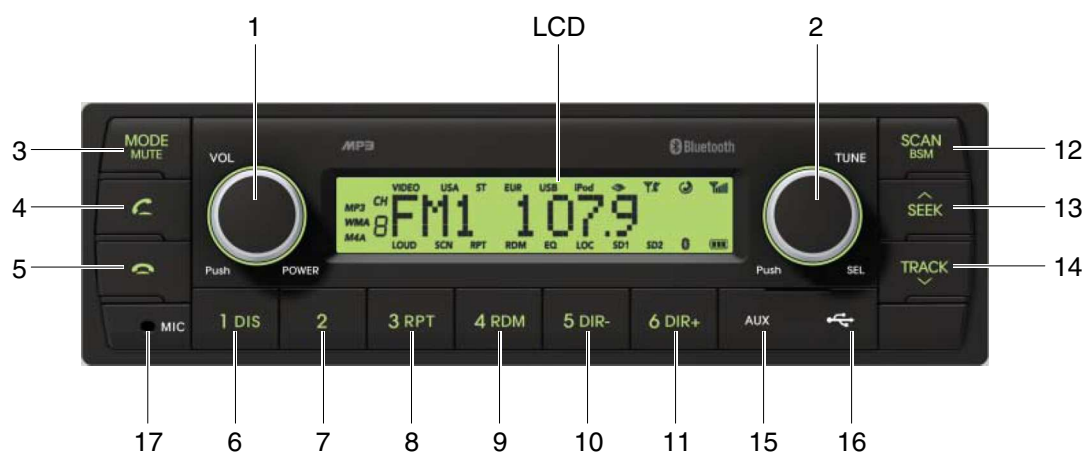 1 LCD 2
3 MODE MUTE
VOL
MP3
Bluetooth
TUNE
SCAN BSM 12
4
VIDEO USA ST EUR USB iPod
MP3 CH
WMA 8 FM1 107.9
M4A
LOUD SCN RPT RDM EQ LOC SD1 SD2
SEEK 13
5
Push POWER
Push SEL
TRACK 14
MIC
1 DIS 2 3 RPT 4 RDM 5 DIR- 6 DIR+ AUX
17 6 7 8 9 10 11 15 16